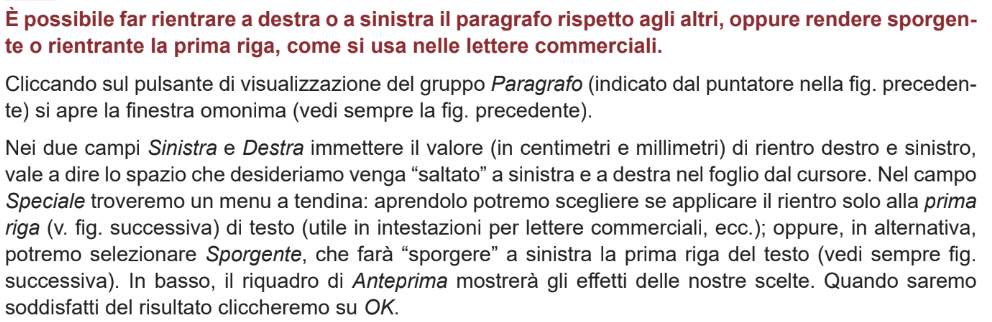 È possibile far rientrare a destra o a sinistra il paragrafo rispetto agli altri, oppure rendere sporgen-
te o rientrante la prima riga, come si usa nelle lettere commerciali.
Cliccando sul pulsante di visualizzazione del gruppo Paragrafo (indicato dal puntatore nella fig. preceden-
te) si apre la finestra omonima (vedi sempre la fig. precedente).
Nei due campi Sinistra e Destra immettere il valore (in centimetri e millimetri) di rientro destro e sinistro,
vale a dire lo spazio che desideriamo venga “saltato” a sinistra e a destra nel foglio dal cursore. Nel campo
Speciale troveremo un menu a tendina: aprendolo potremo scegliere se applicare il rientro solo alla prima
riga (v. fig. successiva) di testo (utile in intestazioni per lettere commerciali, ecc.); oppure, in alternativa,
potremo selezionare Sporgente, che farà “sporgere” a sinistra la prima riga del testo (vedi sempre fig.
successiva). In basso, il riquadro di Anteprima mostrerà gli effetti delle nostre scelte. Quando saremo
soddisfatti del risultato cliccheremo su OK.